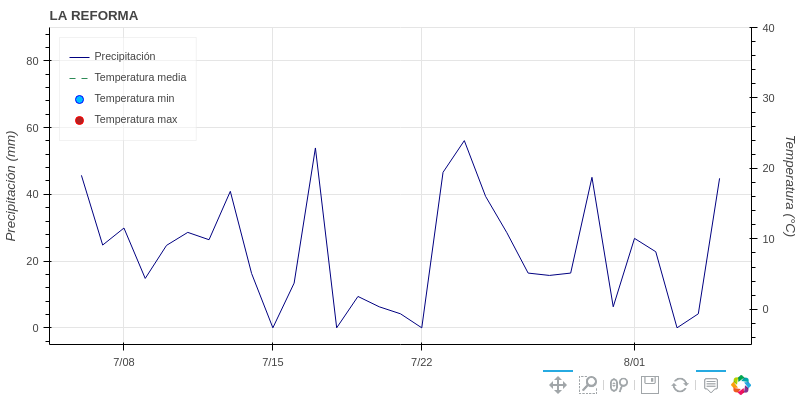 LA REFORMA
Precipitación
Temperatura media
Temperatura min
Temperatura max
Precipitación (mm)
80
60
40
20
0
Temperatura (°C)
40
30
20
10
0
7/08
7/15
7/22
8/01